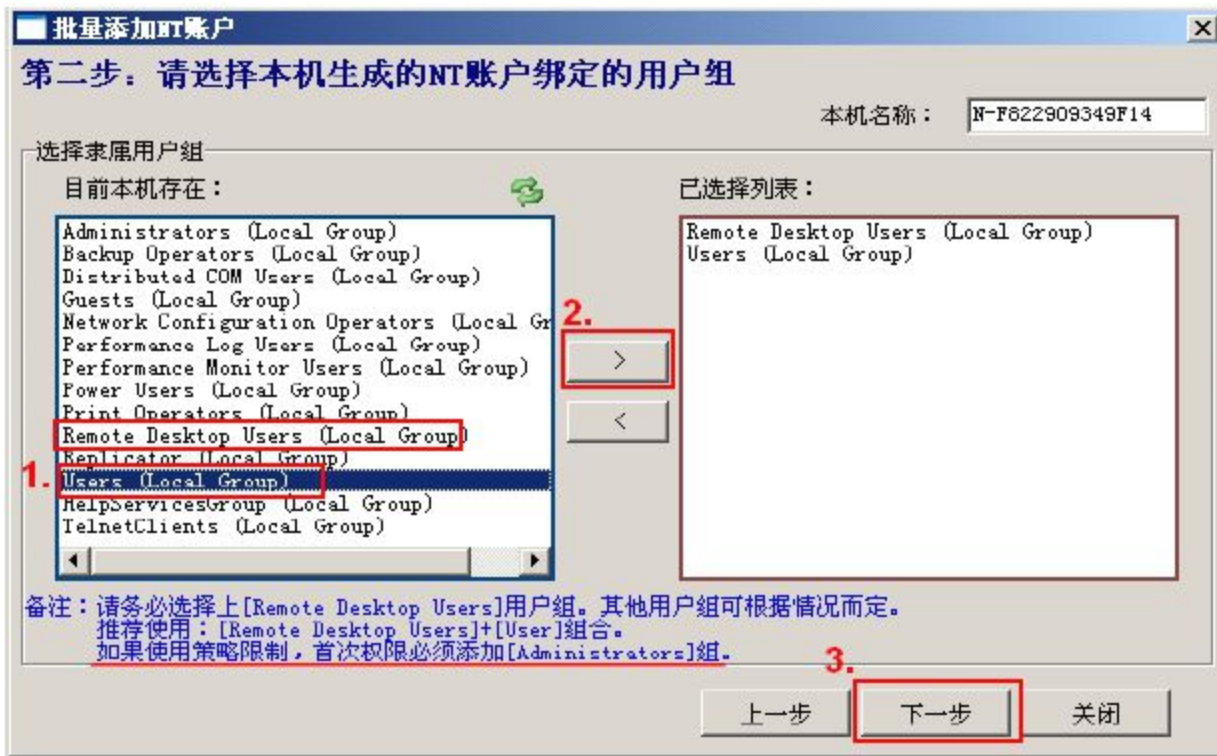 批量添加NT账户
第二步：请选择本机生成的NT账户绑定的用户组
本机名称： N-F822909349F14
选择隶属用户组
目前本机存在：
Administrators (Local Group)
Backup Operators (Local Group)
Distributed COM Users (Local Group)
Guests (Local Group)
Network Configuration Operators (Local Gr
Performance Log Users (Local Group)
Performance Monitor Users (Local Group)
Power Users (Local Group)
Print Operators (Local Group)
Remote Desktop Users (Local Group)
Replicator (Local Group)
1. Users (Local Group)
HelpServicesGroup (Local Group)
TelnetClients (Local Group)
2.
>
<
已选择列表：
Remote Desktop Users (Local Group)
Users (Local Group)
备注：请务必选择上[Remote Desktop Users]用户组。其他用户组可根据情况而定。
推荐使用：[Remote Desktop Users]+[User]组合。
如果使用策略限制，首次权限必须添加[Administrators]组。
3.
上一步 下一步 关闭